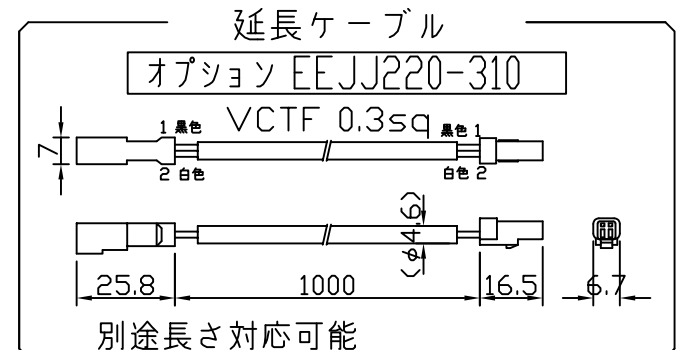 延長ケーブル
オプション EEJJ220-310
VCTF 0.3sq
1 黒色
黒色 1
7
2 白色
白色 2
(φ4.6)
25.8
1000
16.5
6.7
別途長さ対応可能